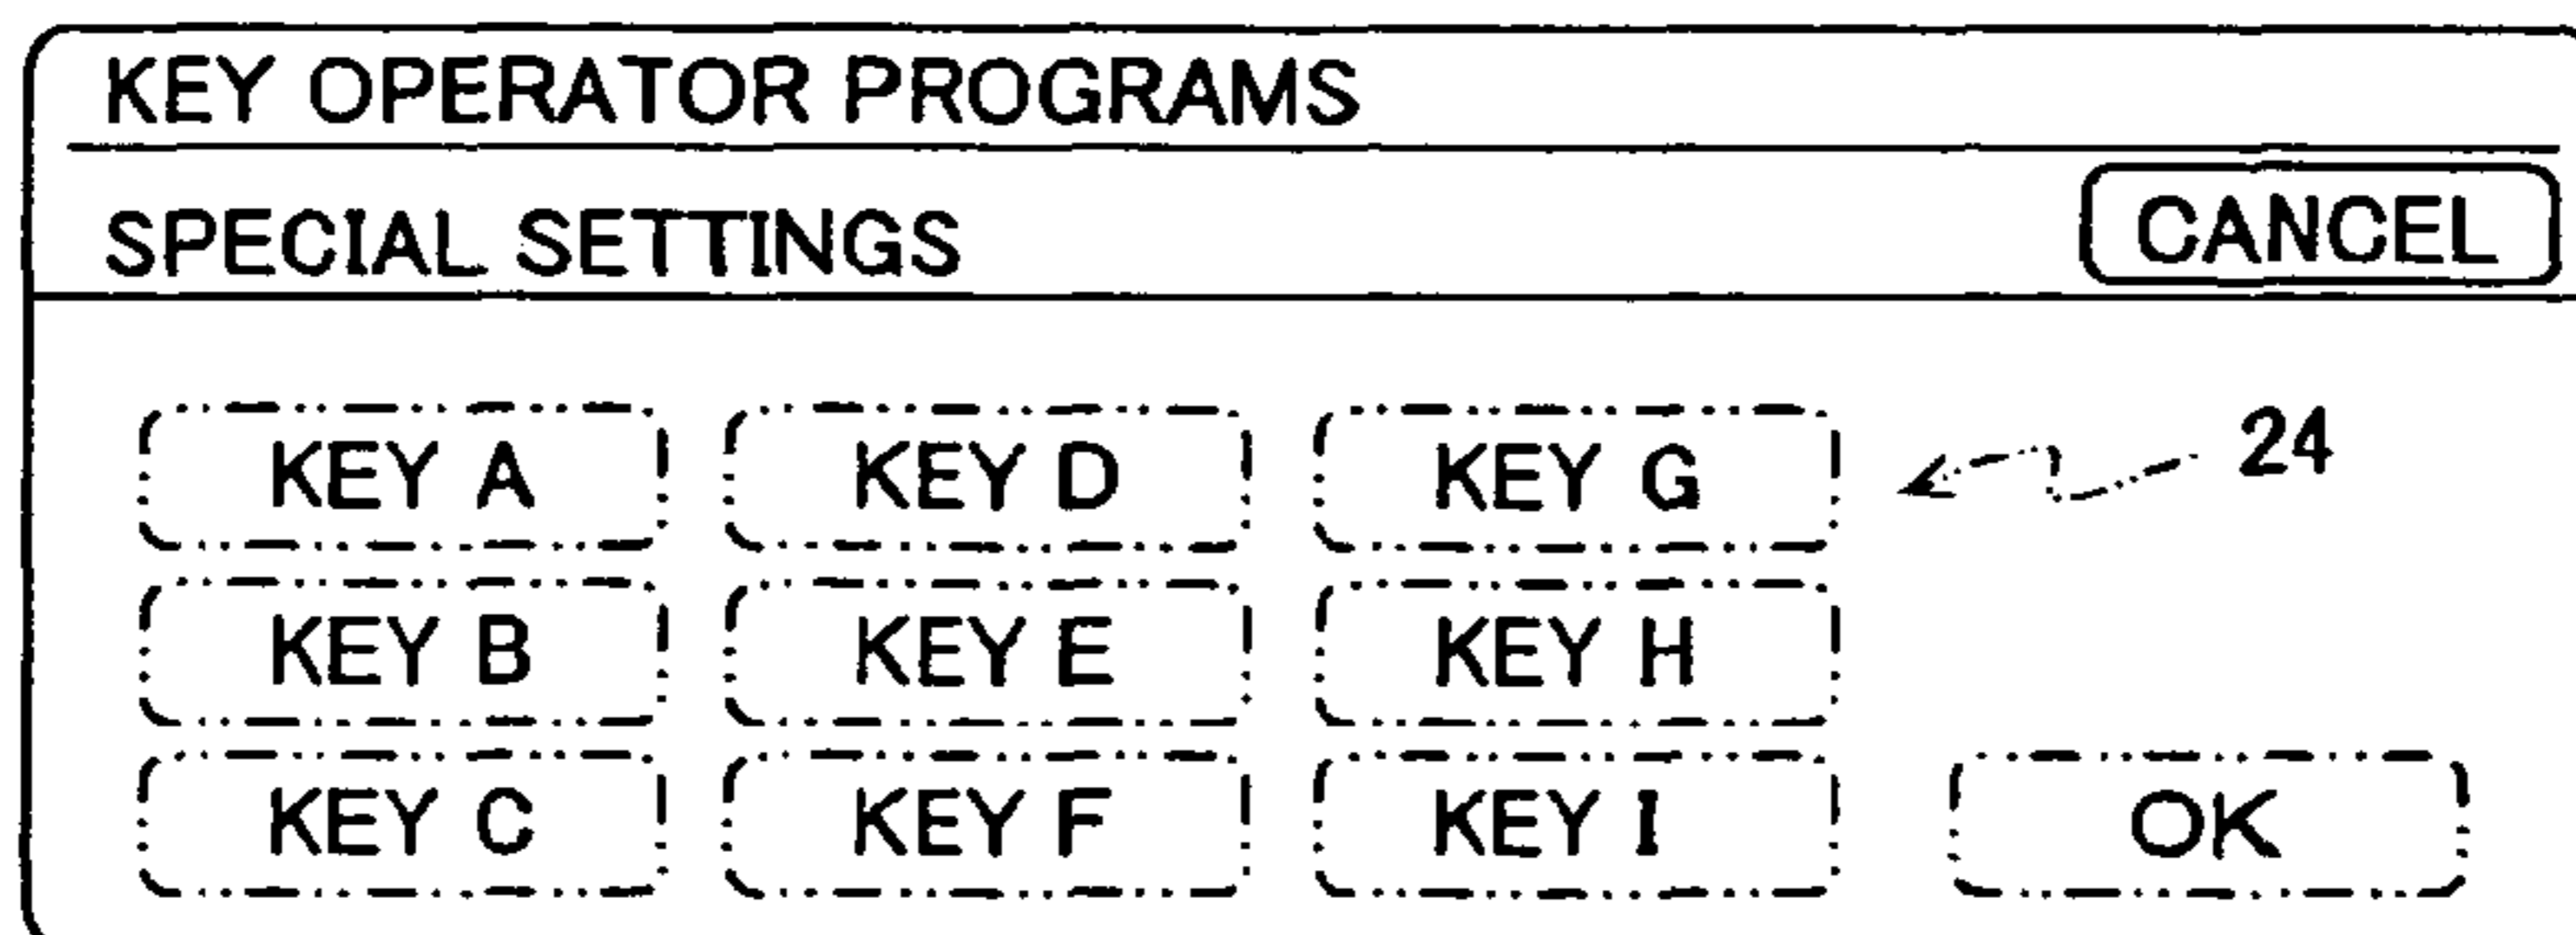 KEY OPERATOR PROGRAMS
SPECIAL SETTINGS CANCEL
KEY A KEY D KEY G 24
KEY B KEY E KEY H
KEY C KEY F KEY I OK